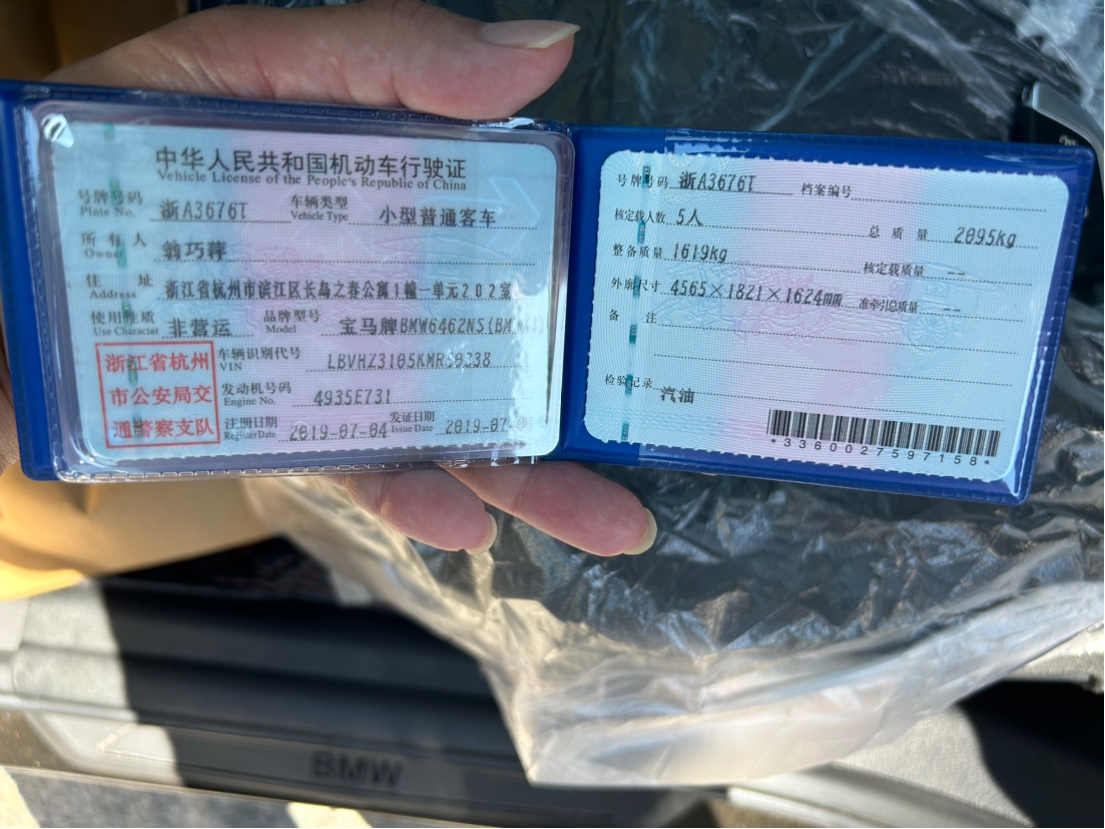 中华人民共和国机动车行驶证
Vehicle License of the People's Republic of China
号牌号码 浙A3676T 车辆类型 小型普通客车
Plate No. Vehicle Type
所有人 翁巧萍
Owner
住址 浙江省杭州市滨江区长岛之春公寓1幢一单元202室
Address
使用性质 非营运 品牌型号 宝马牌BMW6462NS(BM
Use Character Model
浙江省杭州
市公安局交
通警察支队
车辆识别代号
VIN
发动机号码 4935E731
Engine No.
注册日期 2019-07-04 发证日期 2019-07-
Register Date Issue Date
号牌号码 浙A3676T 档案编号
核定载人数 5人 总质量 2095kg
整备质量 1619kg 核定载质量 --
外廓尺寸 4565×1821×1624mm 准牵引总质量 --
备注
检验记录 汽油
*3360027597158*
BMW